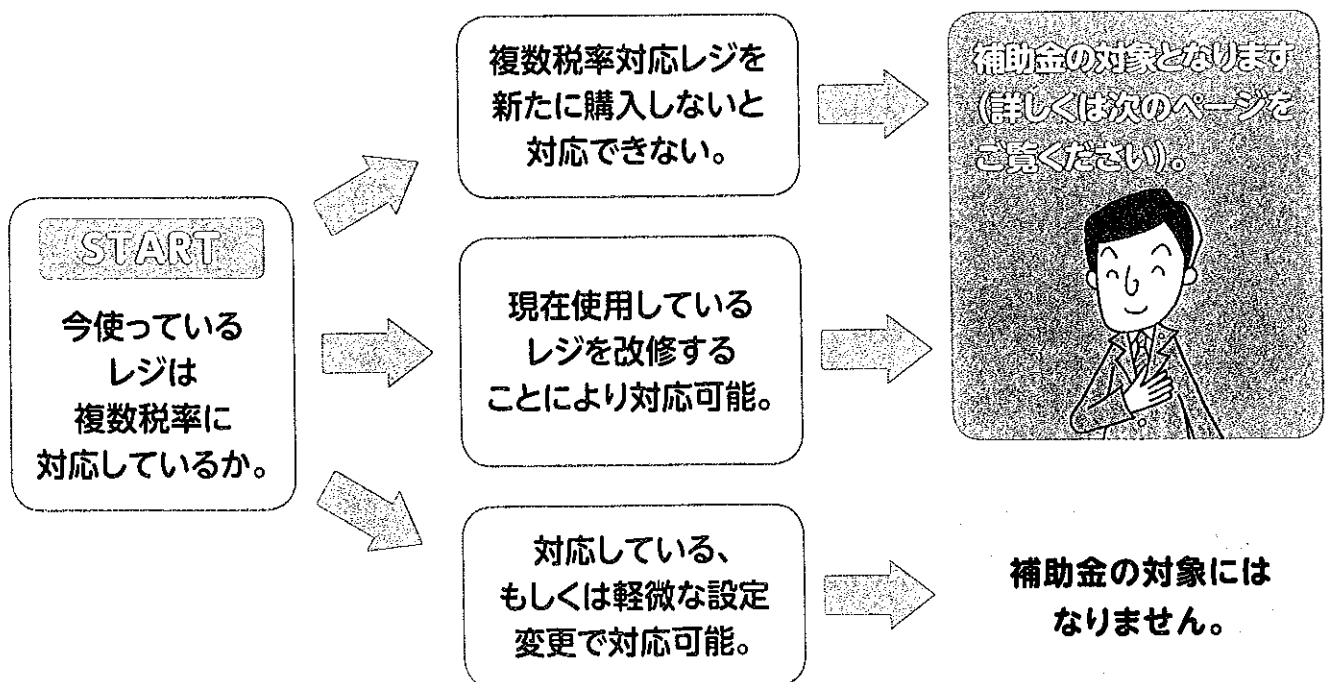 START
今使っている
レジは
複数税率に
対応しているか。
複数税率対応レジを
新たに購入しないと
対応できない。
補助金の対象となります
(詳しくは次のページを
ご覧ください)。
現在使用している
レジを改修する
ことにより対応可能。
対応している、
もしくは軽微な設定
変更で対応可能。
補助金の対象には
なりません。